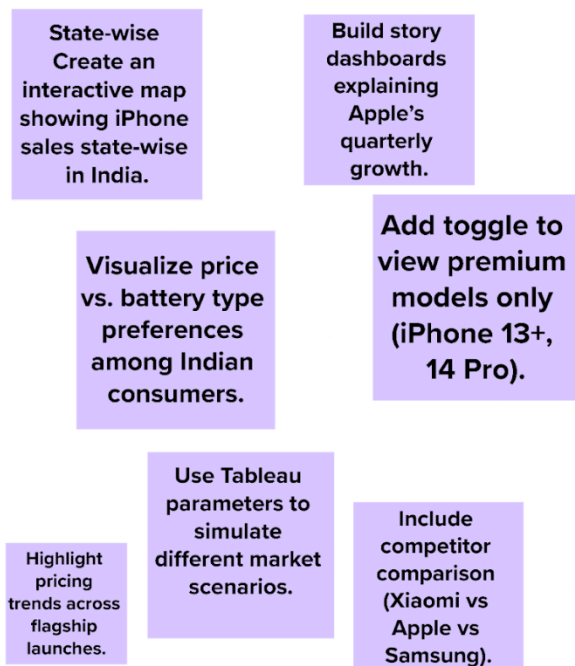 State-wise
Create an
interactive map
showing iPhone
sales state-wise
in India.
Build story
dashboards
explaining
Apple’s
quarterly
growth.
Visualize price
vs. battery type
preferences
among Indian
consumers.
Add toggle to
view premium
models only
(iPhone 13+,
14 Pro).
Use Tableau
parameters to
simulate
different market
scenarios.
Highlight
pricing
trends across
flagship
launches.
Include
competitor
comparison
(Xiaomi vs
Apple vs
Samsung).